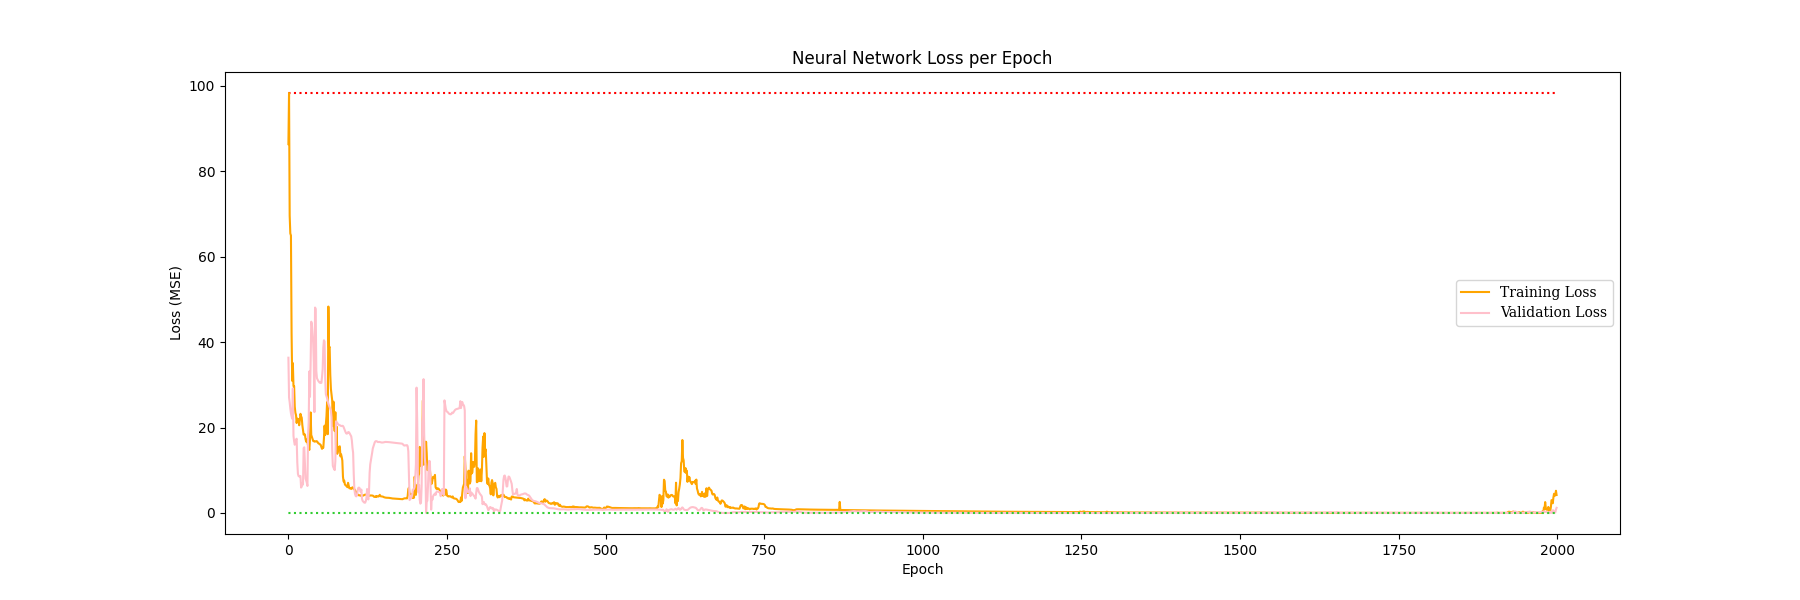 Neural Network Loss per Epoch
100
80
60
40
20
0
Loss (MSE)
Training Loss
Validation Loss
0 250 500 750 1000 1250 1500 1750 2000
Epoch